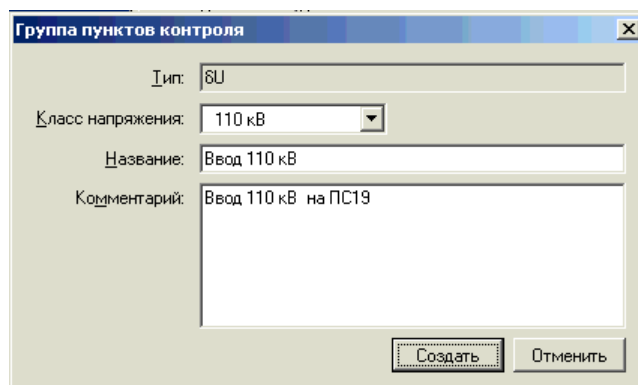 Группа пунктов контроля
Тип: δU
Класс напряжения: 110 кВ
Название: Ввод 110 кВ
Комментарий: Ввод 110 кВ на ПС19
Создать Отменить